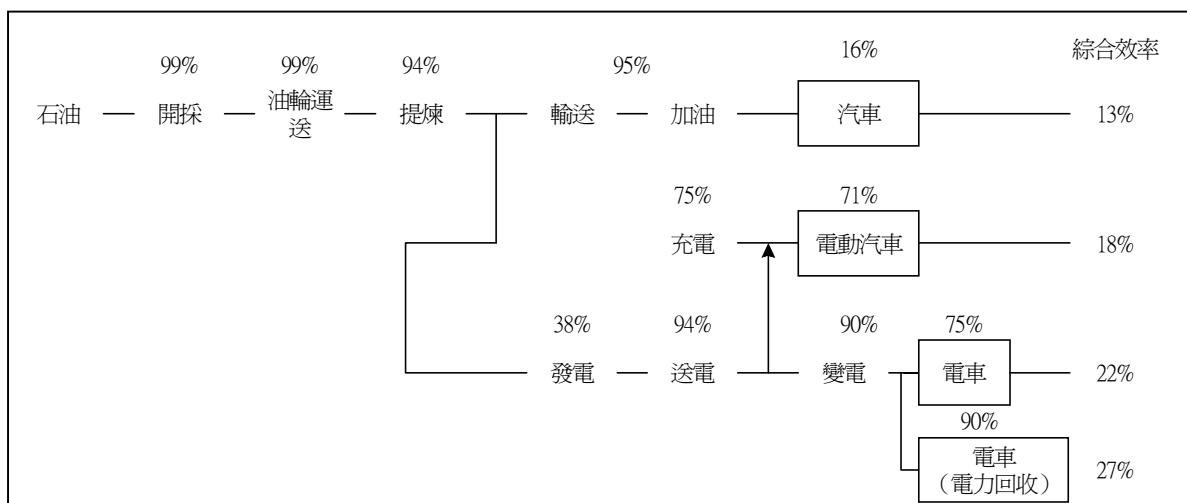 16% 綜合效率
99% 99% 94% 95%
石油 開採 油輪運 提煉 輸送 加油 汽車 13%
送
75% 71%
充電 電動汽車 18%
38% 94% 90% 75%
發電 送電 變電 電車 22%
90%
電車
（電力回收） 27%